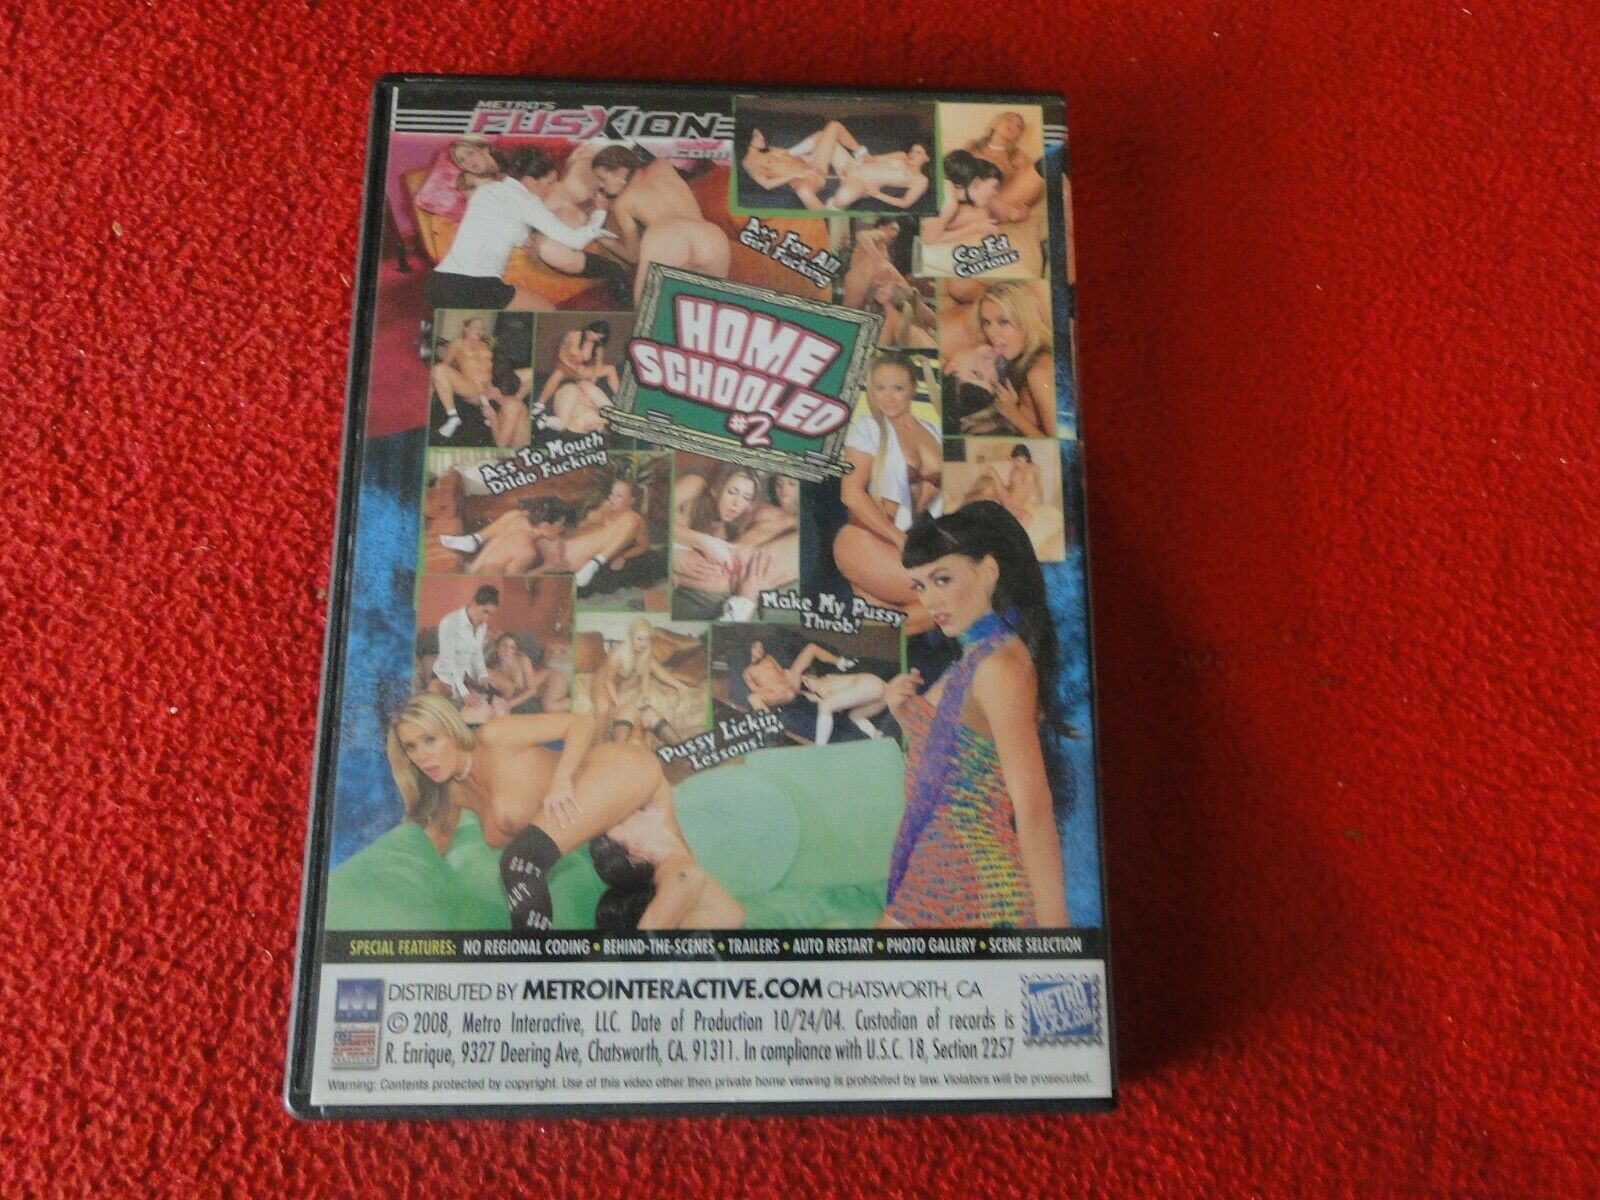 METRO'S
FUSXION
.com
A++ For All
Girl Fucking
Co-Ed
Curious
HOME
SCHOOLED
#2
Ass To Mouth
Dildo Fucking
Make My Pussy
Throb!
Pussy Lickin'
Lessons!
SLUT
SLUT
SPECIAL FEATURES: NO REGIONAL CODING • BEHIND-THE-SCENES • TRAILERS • AUTO RESTART • PHOTO GALLERY • SCENE SELECTION
DISTRIBUTED BY METROINTERACTIVE.COM CHATSWORTH, CA
© 2008, Metro Interactive, LLC. Date of Production 10/24/04. Custodian of records is
R. Enrique, 9327 Deering Ave, Chatsworth, CA. 91311. In compliance with U.S.C. 18, Section 2257
METRO
XXX.COM
Warning: Contents protected by copyright. Use of this video other then private home viewing is prohibited by law. Violators will be prosecuted.